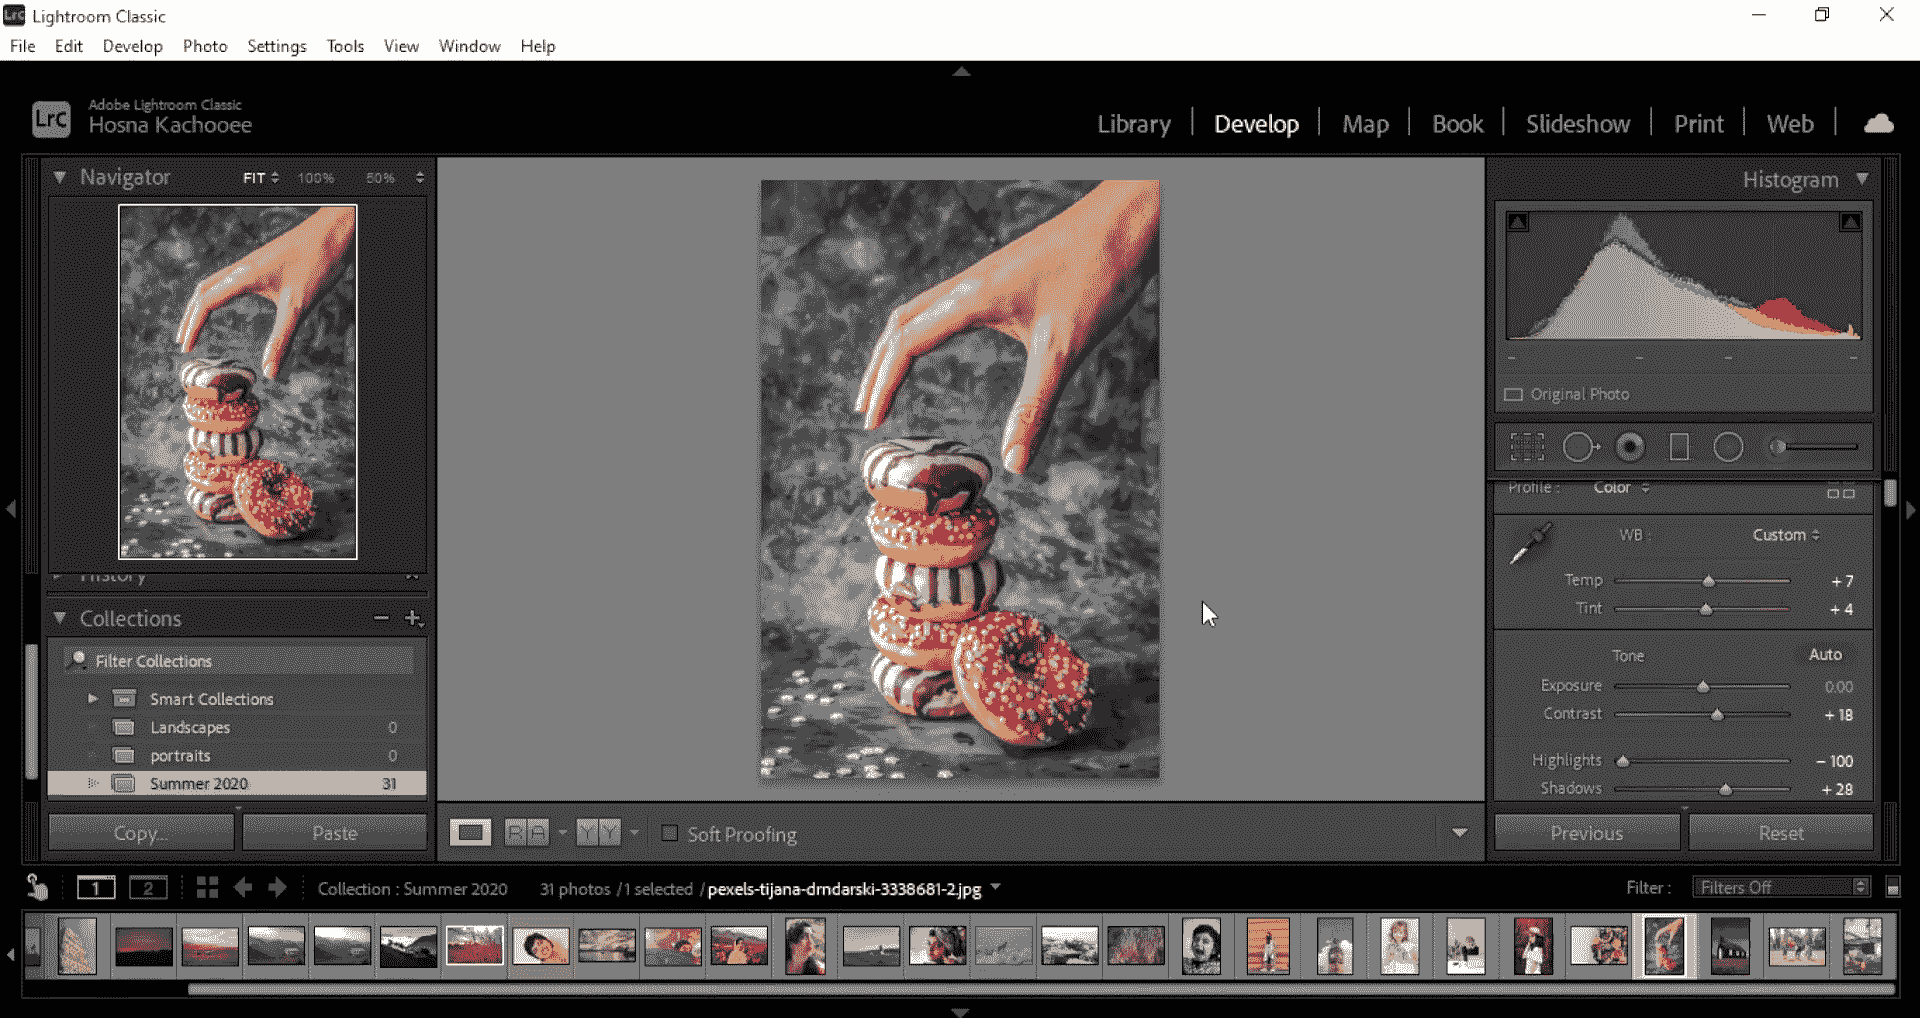 Lrc Lightroom Classic
File Edit Develop Photo Settings Tools View Window Help
Lrc
Adobe Lightroom Classic
Hosna Kachooee
Library Develop Map Book Slideshow Print Web
Navigator FIT 100% 50%
Histogram
Original Photo
Profile : Color
WB : Custom
Temp +7
Tint +4
Tone Auto
Exposure 0.00
Contrast +18
Highlights -100
Shadows +28
History
Collections
Filter Collections
Smart Collections
Landscapes 0
portraits 0
Summer 2020 31
Copy... Paste
R A Y Y Soft Proofing
Previous Reset
1 2 Collection : Summer 2020 31 photos / 1 selected / pexels-tijana-drndarski-3338681-2.jpg
Filter : Filters Off